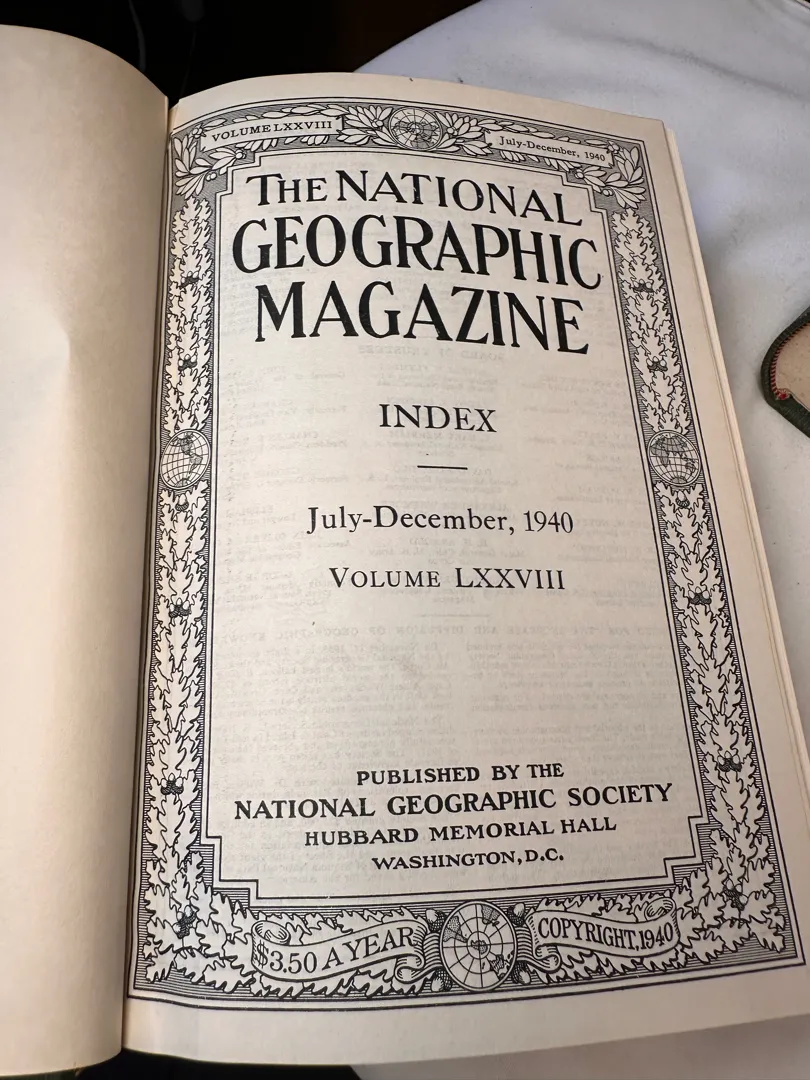 VOLUME LXXVIII
July-December, 1940
THE NATIONAL
GEOGRAPHIC
MAGAZINE
INDEX
July-December, 1940
VOLUME LXXVIII
PUBLISHED BY THE
NATIONAL GEOGRAPHIC SOCIETY
HUBBARD MEMORIAL HALL
WASHINGTON, D.C.
$3.50 A YEAR
COPYRIGHT, 1940